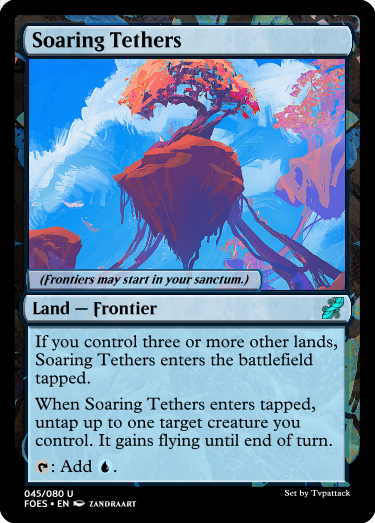 Soaring Tethers
(Frontiers may start in your sanctum.)
Land — Frontier
If you control three or more other lands,
Soaring Tethers enters the battlefield
tapped.
When Soaring Tethers enters tapped,
untap up to one target creature you
control. It gains flying until end of turn.
: Add .
045/080 U
FOES • EN ZANDRAART
Set by Tvpattack